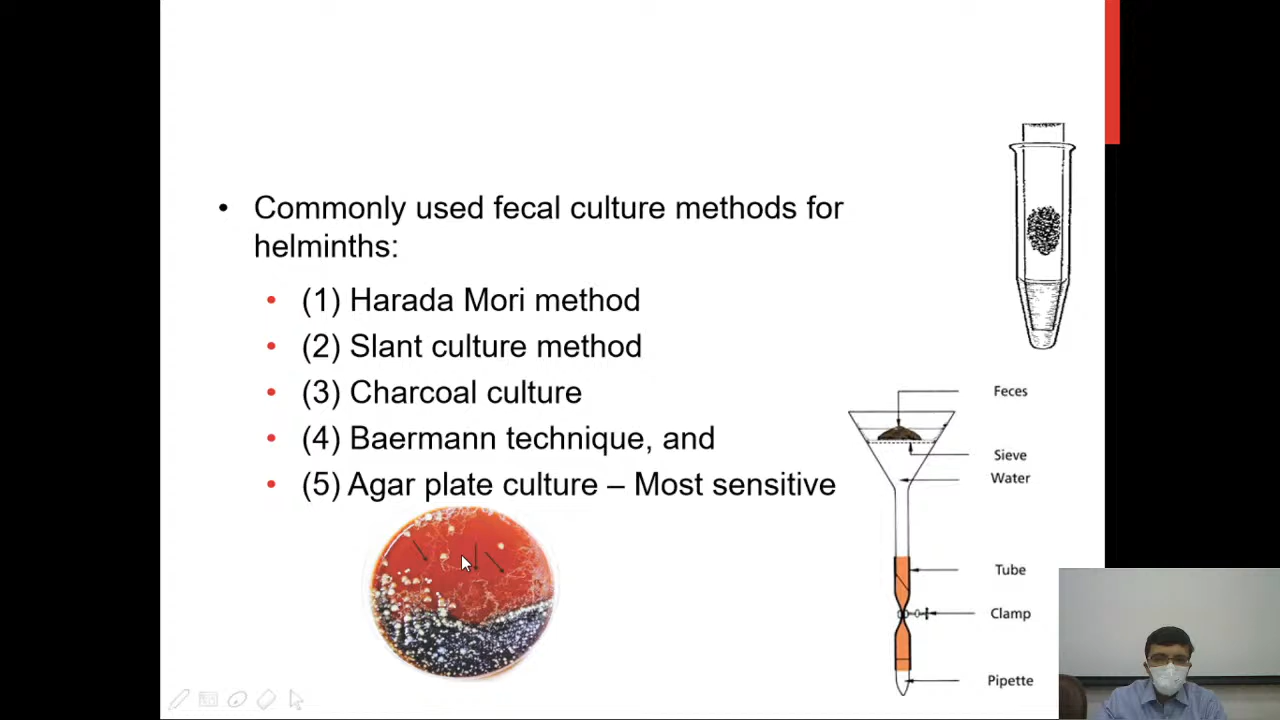 • Commonly used fecal culture methods for
helminths:
• (1) Harada Mori method
• (2) Slant culture method
• (3) Charcoal culture
• (4) Baermann technique, and
• (5) Agar plate culture – Most sensitive
Feces
Sieve
Water
Tube
Clamp
Pipette